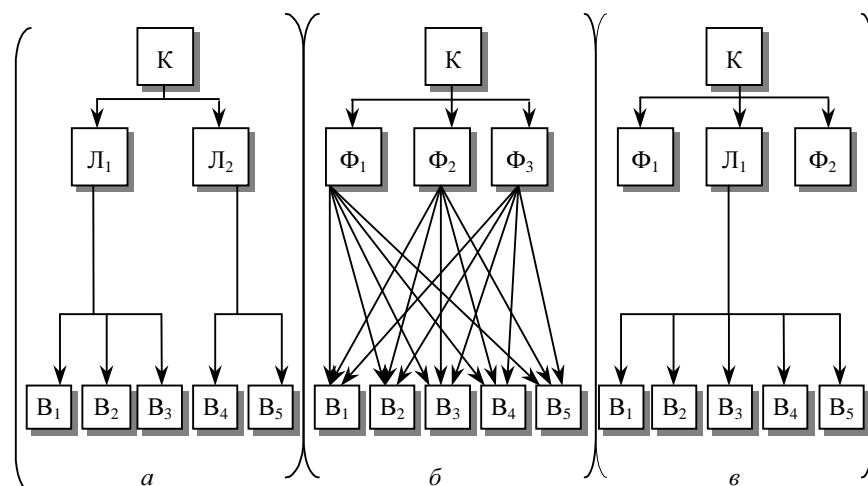 К К К
Л₁ Л₂ Ф₁ Ф₂ Ф₃ Ф₁ Л₁ Ф₂
В₁ В₂ В₃ В₄ В₅ В₁ В₂ В₃ В₄ В₅ В₁ В₂ В₃ В₄ В₅
а б в